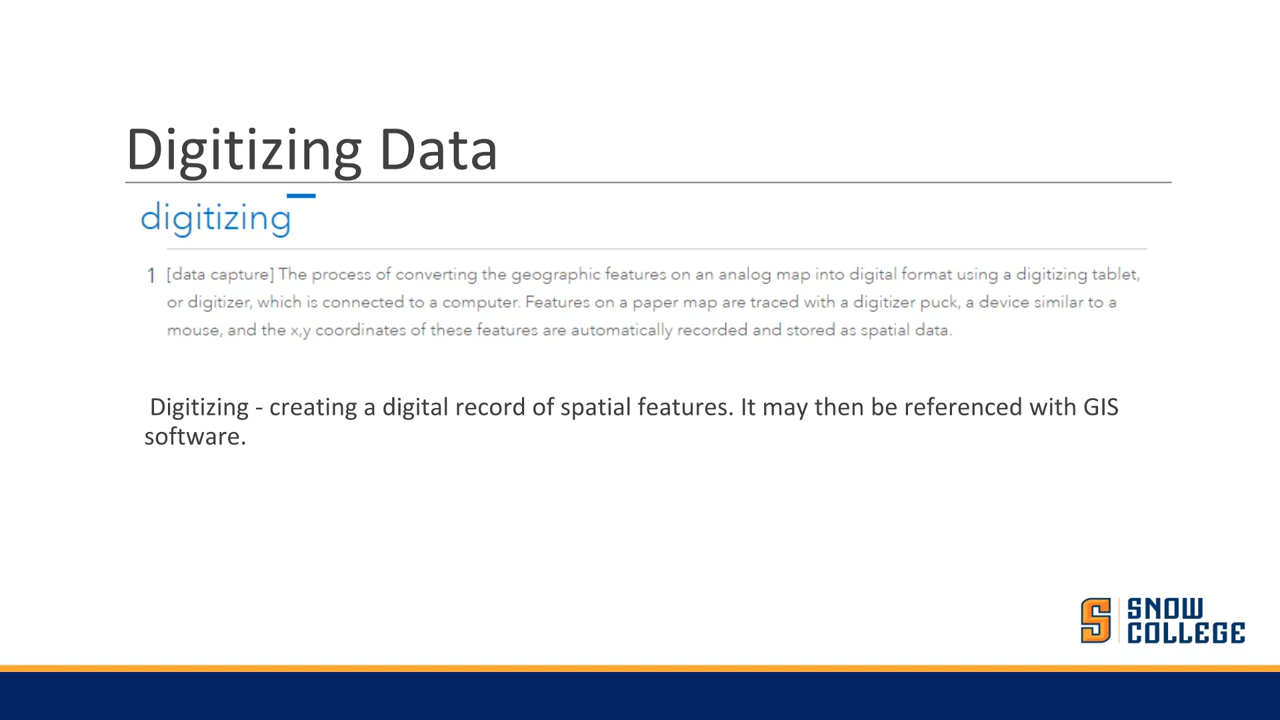 Digitizing Data
digitizing
1 [data capture] The process of converting the geographic features on an analog map into digital format using a digitizing tablet,
or digitizer, which is connected to a computer. Features on a paper map are traced with a digitizer puck, a device similar to a
mouse, and the x,y coordinates of these features are automatically recorded and stored as spatial data.
Digitizing - creating a digital record of spatial features. It may then be referenced with GIS
software.
S SNOW
COLLEGE